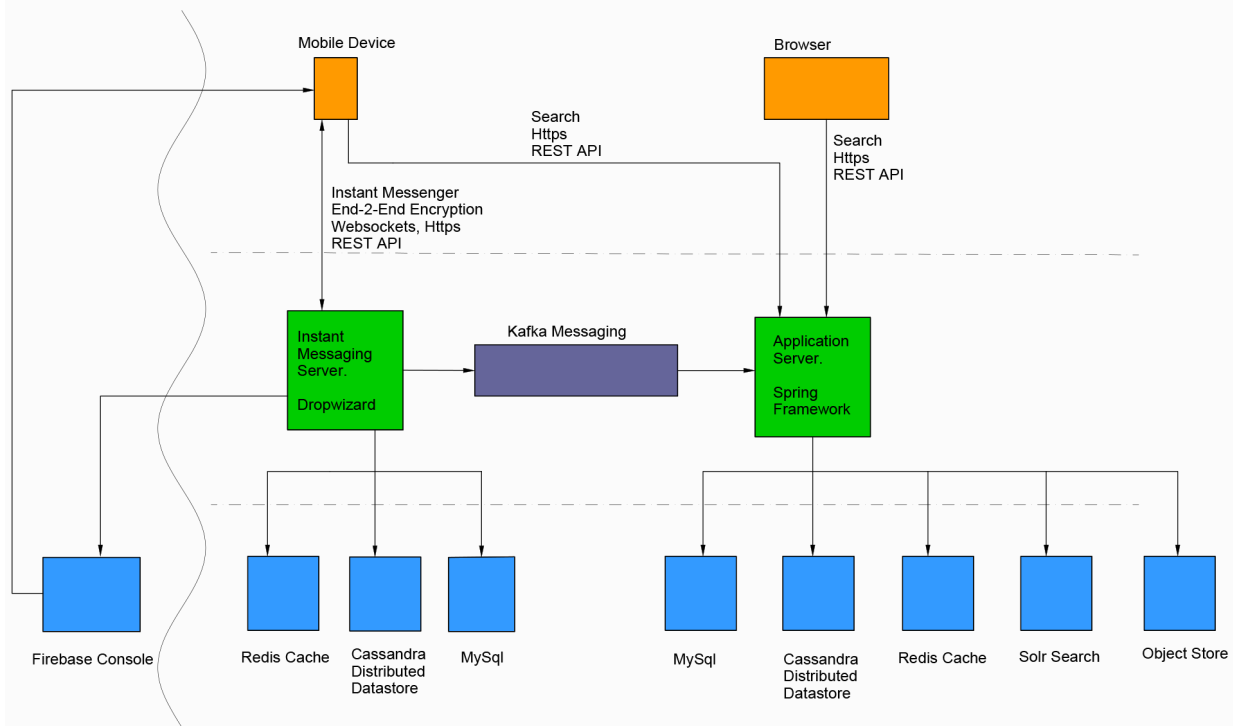 Mobile Device
Browser
Search
Https
REST API
Search
Https
REST API
Instant Messenger
End-2-End Encryption
Websockets, Https
REST API
Instant
Messaging
Server.
Dropwizard
Kafka Messaging
Application
Server.
Spring
Framework
Firebase Console
Redis Cache
Cassandra
Distributed
Datastore
MySql
MySql
Cassandra
Distributed
Datastore
Redis Cache
Solr Search
Object Store